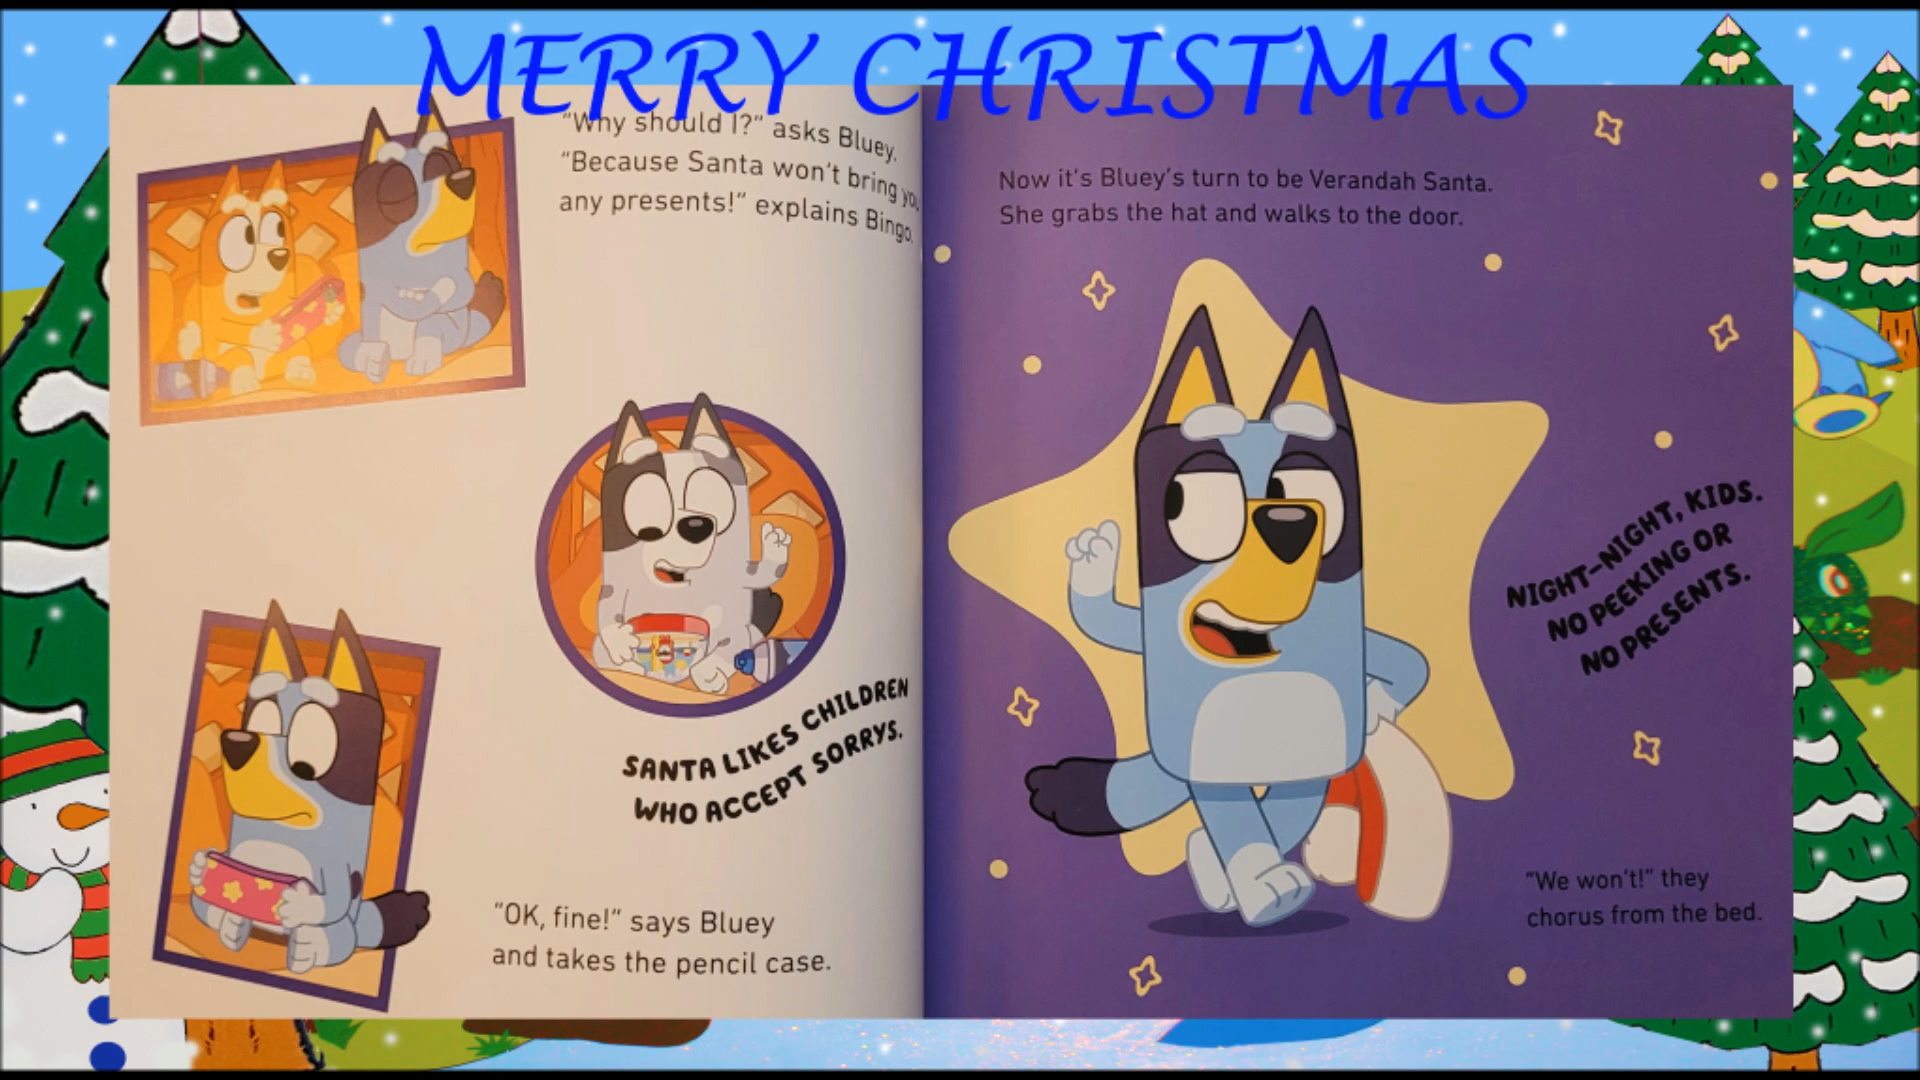 MERRY CHRISTMAS
"Why should I?" asks Bluey.
"Because Santa won't bring you
any presents!" explains Bingo.
SANTA LIKES CHILDREN
WHO ACCEPT SORRYS.
"OK, fine!" says Bluey
and takes the pencil case.
Now it's Bluey's turn to be Verandah Santa.
She grabs the hat and walks to the door.
NIGHT-NIGHT, KIDS.
NO PEEKING OR
NO PRESENTS.
"We won't!" they
chorus from the bed.